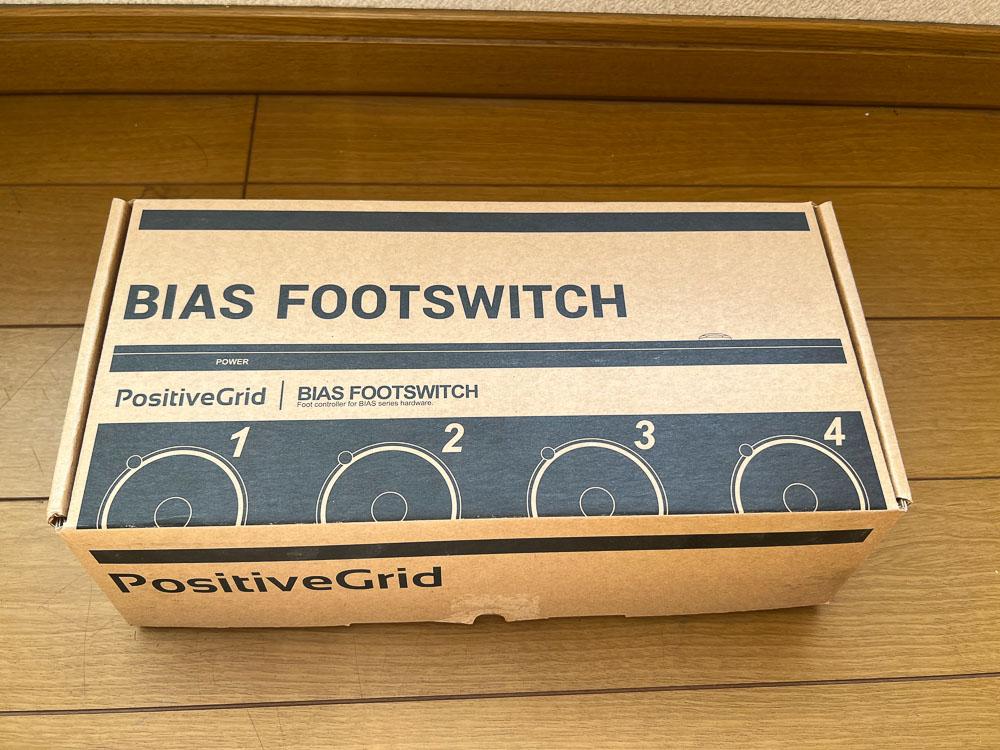 BIAS FOOTSWITCH
POWER
PositiveGrid | BIAS FOOTSWITCH
Foot controller for BIAS series hardware.
1 2 3 4
PositiveGrid